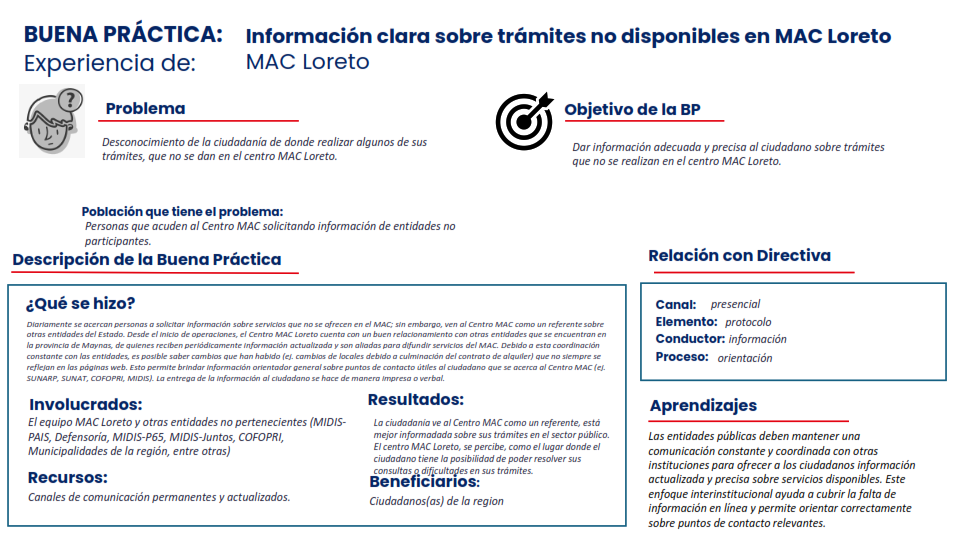 BUENA PRÁCTICA:
Información clara sobre trámites no disponibles en MAC Loreto
Experiencia de:
MAC Loreto
?
Problema
Desconocimiento de la ciudadanía de donde realizar algunos de sus
trámites, que no se dan en el centro MAC Loreto.
Objetivo de la BP
Dar información adecuada y precisa al ciudadano sobre trámites
que no se realizan en el centro MAC Loreto.
Población que tiene el problema:
Personas que acuden al Centro MAC solicitando información de entidades no
participantes.
Descripción de la Buena Práctica
¿Qué se hizo?
Diariamente se acercan personas a solicitar información sobre servicios que no se ofrecen en el MAC; sin embargo, ven al Centro MAC como un referente sobre
otras entidades del Estado. Desde el inicio de operaciones, el Centro MAC Loreto cuenta con un buen relacionamiento con otras entidades que se encuentran en
la provincia de Maynas, de quienes reciben periódicamente información actualizada y son aliadas para difundir servicios del MAC. Debido a esta coordinación
constante con las entidades, es posible saber cambios que han habido (ej. cambios de locales debido a culminación del contrato de alquiler) que no siempre se
reflejan en las páginas web. Esto permite brindar información orientador general sobre puntos de contacto útiles al ciudadano que se acerca al Centro MAC (ej.
SUNARP, SUNAT, COFOPRI, MIDIS). La entrega de la información al ciudadano se hace de manera impresa o verbal.
Involucrados:
El equipo MAC Loreto y otras entidades no pertenecientes (MIDIS-
PAIS, Defensoría, MIDIS-P65, MIDIS-Juntos, COFOPRI,
Municipalidades de la región, entre otras)
Recursos:
Canales de comunicación permanentes y actualizados.
Resultados:
La ciudadanía ve al Centro MAC como un referente, está
mejor informadada sobre sus trámites en el sector público.
El centro MAC Loreto, se percibe, como el lugar donde el
ciudadano tiene la posibilidad de poder resolver sus
consultas o dificultades en sus trámites.
Beneficiarios:
Ciudadanos(as) de la region
Relación con Directiva
Canal: presencial
Elemento: protocolo
Conductor: información
Proceso: orientación
Aprendizajes
Las entidades públicas deben mantener una
comunicación constante y coordinada con otras
instituciones para ofrecer a los ciudadanos información
actualizada y precisa sobre servicios disponibles. Este
enfoque interinstitucional ayuda a cubrir la falta de
información en línea y permite orientar correctamente
sobre puntos de contacto relevantes.